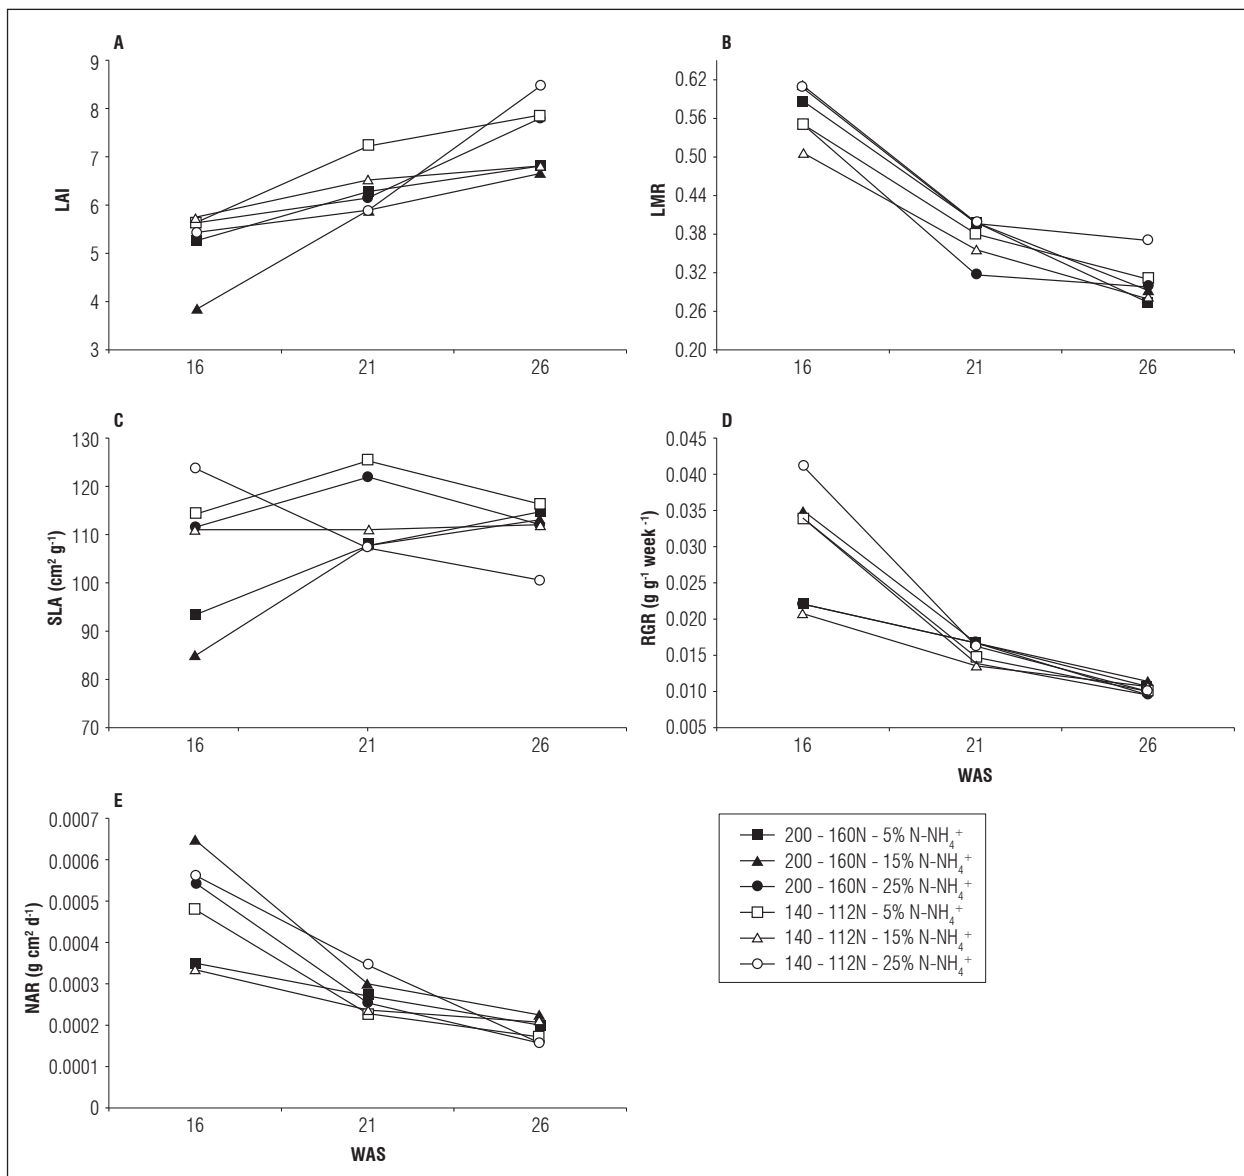 A
9
8
7
6
5
4
3
LAI
16 21 26
B
0.62
0.56
0.50
0.44
0.38
0.32
0.26
0.20
LMR
16 21 26
C
130
120
110
100
90
80
70
SLA (cm² g⁻¹)
16 21 26
D
0.045
0.040
0.035
0.030
0.025
0.020
0.015
0.010
0.005
RGR (g g⁻¹ week⁻¹)
16 21 26
WAS
E
0.0007
0.0006
0.0005
0.0004
0.0003
0.0002
0.0001
0
NAR (g cm² d⁻¹)
16 21 26
WAS
200 - 160N - 5% N-NH₄⁺
200 - 160N - 15% N-NH₄⁺
200 - 160N - 25% N-NH₄⁺
140 - 112N - 5% N-NH₄⁺
140 - 112N - 15% N-NH₄⁺
140 - 112N - 25% N-NH₄⁺